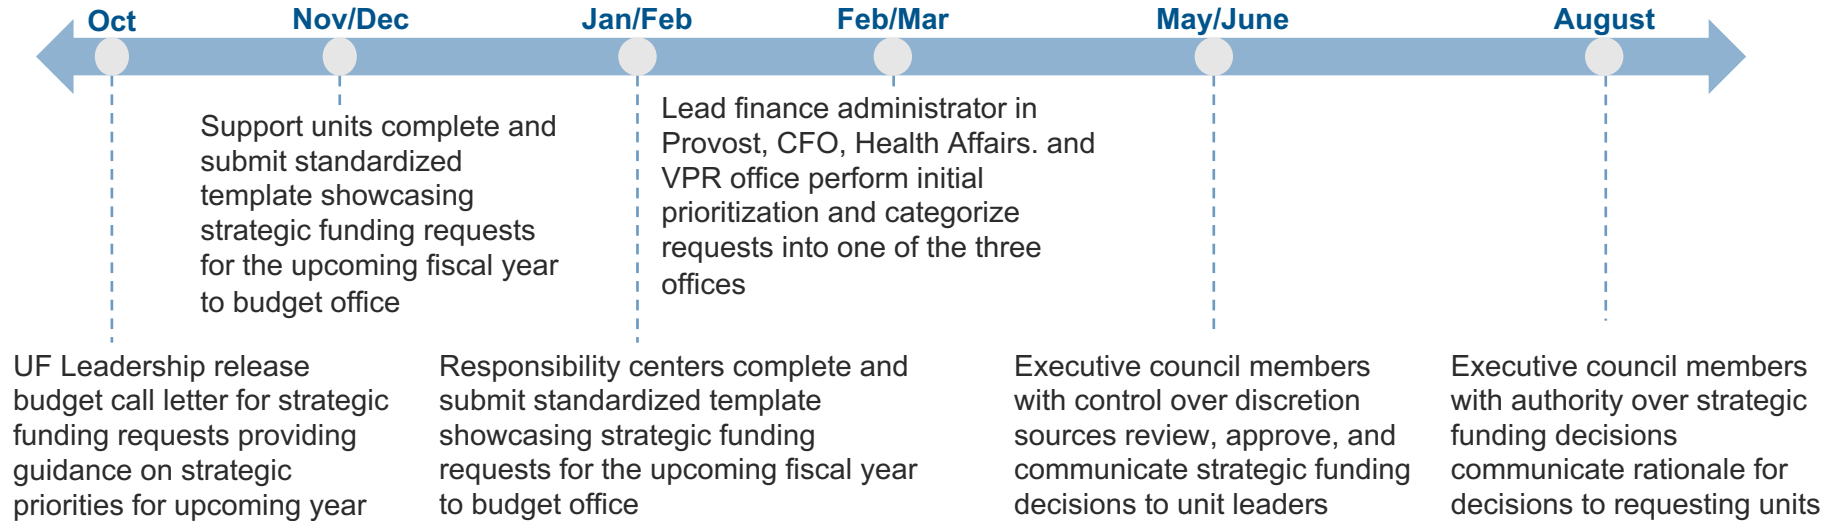 Oct
Nov/Dec
Jan/Feb
Feb/Mar
May/June
August
Support units complete and
submit standardized
template showcasing
strategic funding requests
for the upcoming fiscal year
to budget office
Lead finance administrator in
Provost, CFO, Health Affairs. and
VPR office perform initial
prioritization and categorize
requests into one of the three
offices
UF Leadership release
budget call letter for strategic
funding requests providing
guidance on strategic
priorities for upcoming year
Responsibility centers complete and
submit standardized template
showcasing strategic funding
requests for the upcoming fiscal year
to budget office
Executive council members
with control over discretion
sources review, approve, and
communicate strategic funding
decisions to unit leaders
Executive council members
with authority over strategic
funding decisions
communicate rationale for
decisions to requesting units